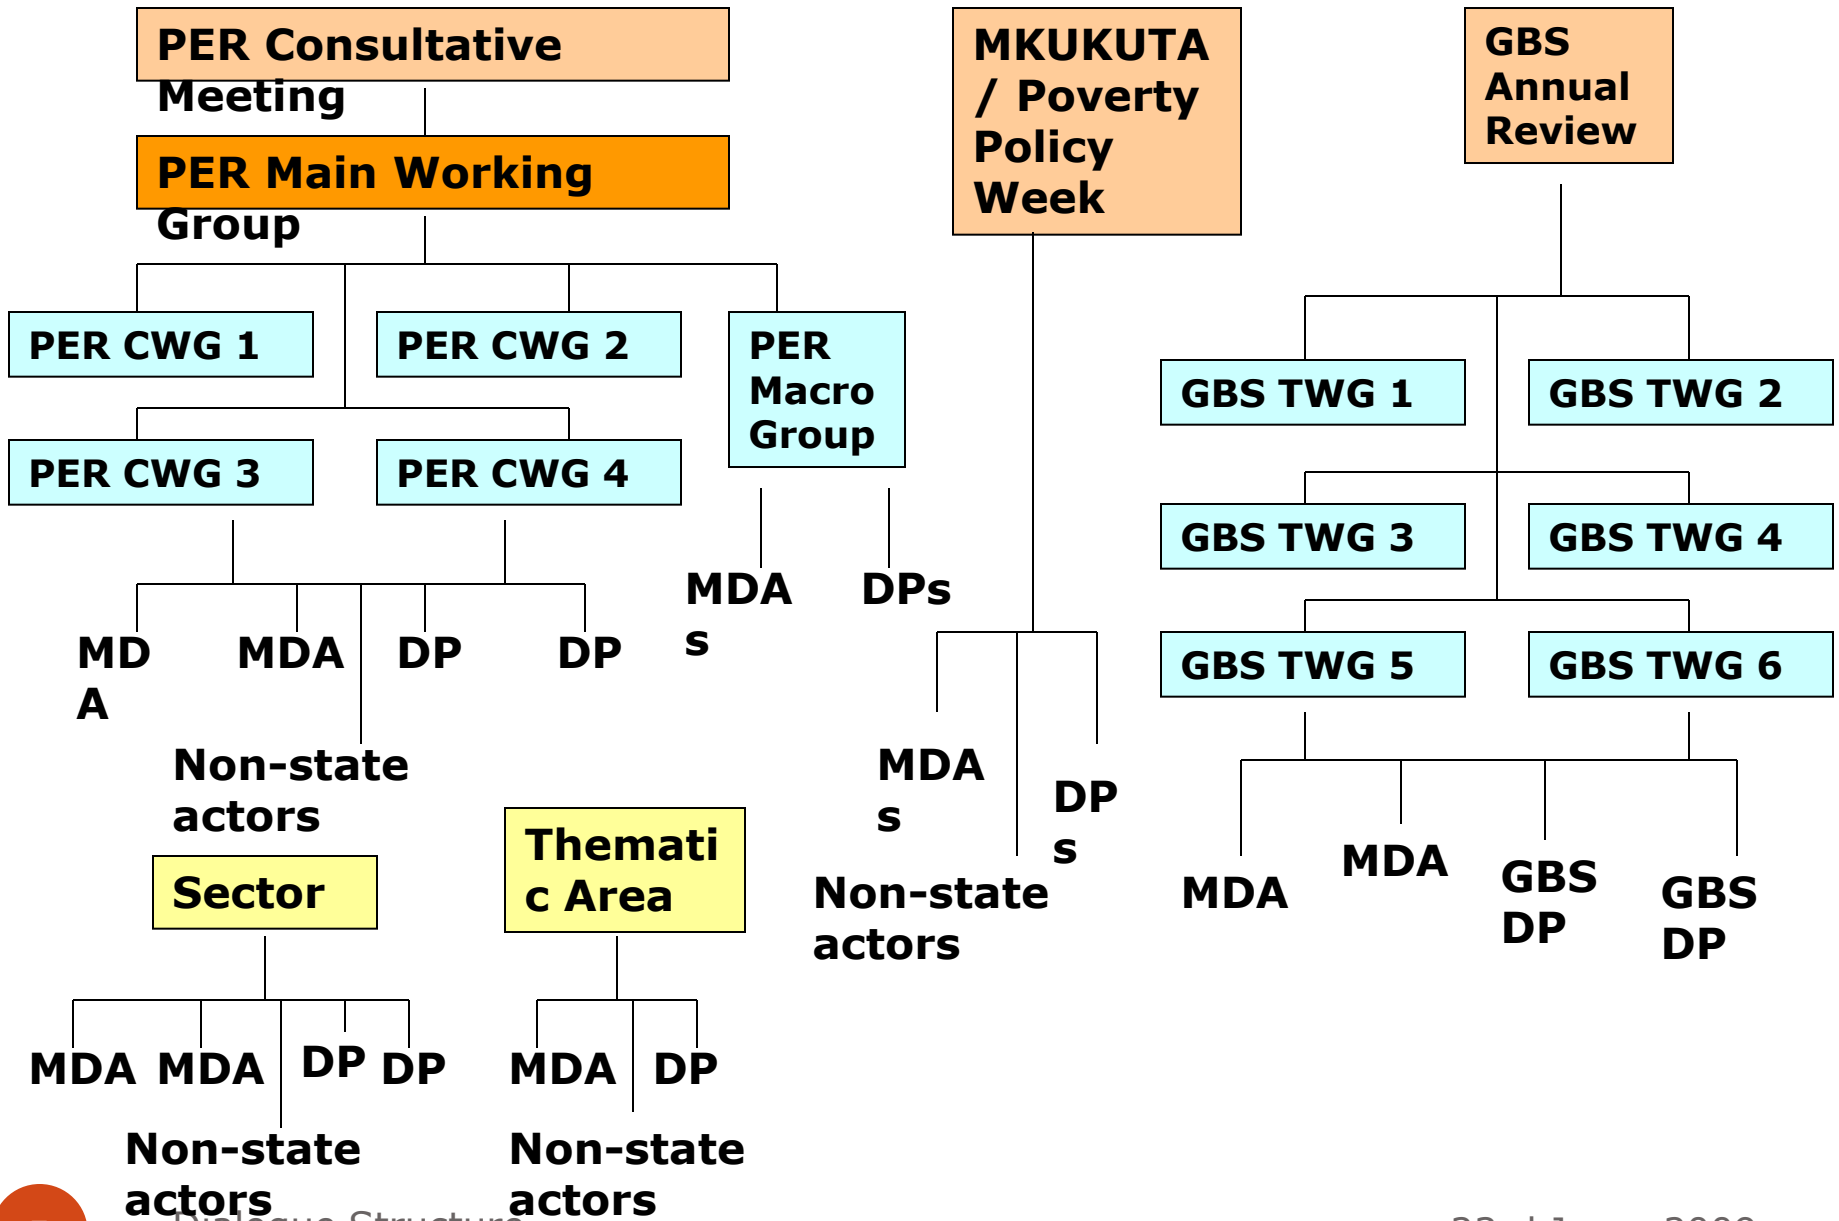 PER Consultative
Meeting
PER Main Working
Group
PER CWG 1
PER CWG 2
PER
Macro
Group
PER CWG 3
PER CWG 4
MDA
s
DPs
MD
A
MDA
DP
DP
Non-state
actors
Sector
MDA
MDA
DP
DP
Non-state
actors
Themati
c Area
MDA
DP
Non-state
actors
MKUKUTA
/ Poverty
Policy
Week
MDA
s
DP
s
Non-state
actors
GBS
Annual
Review
GBS TWG 1
GBS TWG 2
GBS TWG 3
GBS TWG 4
GBS TWG 5
GBS TWG 6
MDA
MDA
GBS
DP
GBS
DP
Dialogue Structure